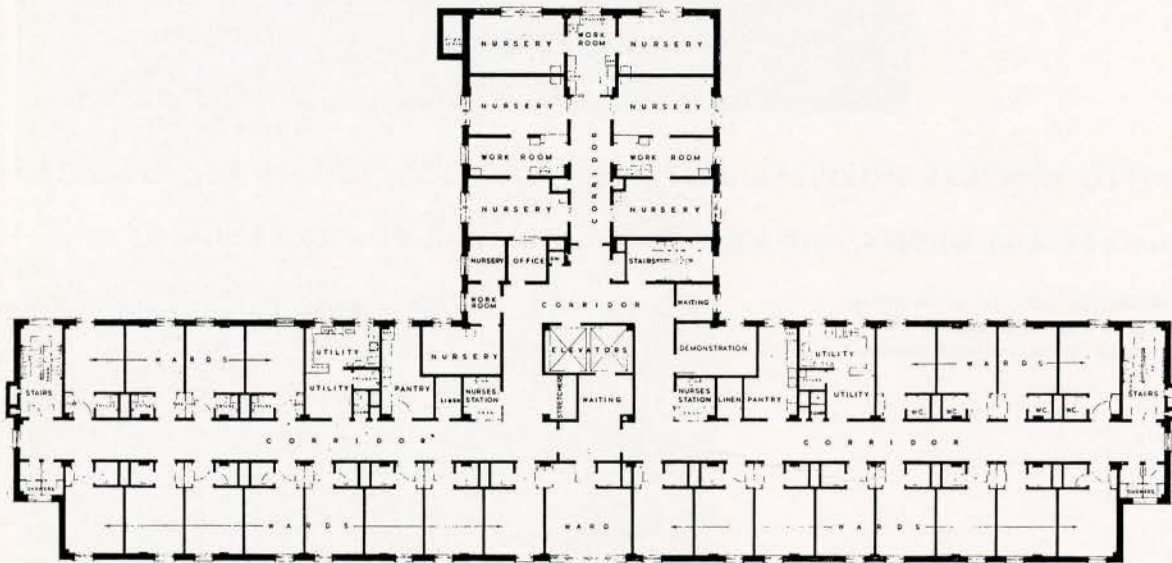 NURSERY
WORK
ROOM
NURSERY
NURSERY
NURSERY
WORK ROOM
CORRIDOR
WORK ROOM
NURSERY
NURSERY
NURSERY
OFFICE
STAIRS
WORK
ROOM
CORRIDOR
WAITING
STAIRS
WARDS
UTILITY
UTILITY
PANTRY
NURSERY
LINEN
NURSES
STATION
ELEVATORS
STRETCHERS
WAITING
DEMONSTRATION
NURSES
STATION
LINEN
PANTRY
UTILITY
UTILITY
WARDS
W.C.
W.C.
W.C.
W.C.
STAIRS
CORRIDOR
CORRIDOR
SHOWERS
SHOWERS
WARDS
WARD
WARDS